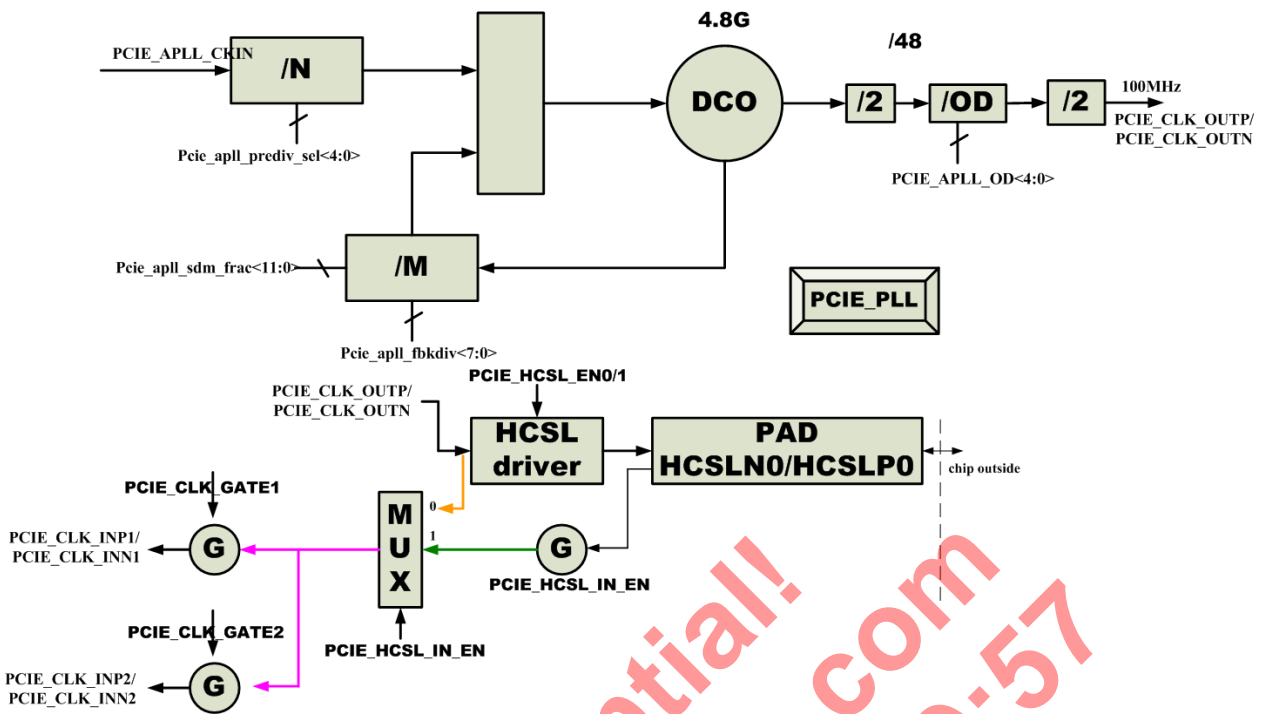 4.8G
/48
PCIE_APLL_CKIN
/N
DCO
/2
/OD
/2
100MHz
PCIE_CLK_OUTP/
PCIE_CLK_OUTN
Pcie_apll_prediv_sel<4:0>
PCIE_APLL_OD<4:0>
Pcie_apll_sdm_frac<11:0>
/M
PCIE_PLL
Pcie_apll_fbkdiv<7:0>
PCIE_HCSL_EN0/1
PCIE_CLK_OUTP/
PCIE_CLK_OUTN
HCSL
driver
PAD
HCSLN0/HCSLP0
chip outside
PCIE_CLK_GATE1
MUX
0
1
PCIE_CLK_INP1/
PCIE_CLK_INN1
G
G
PCIE_HCSL_IN_EN
PCIE_CLK_GATE2
PCIE_HCSL_IN_EN
PCIE_CLK_INP2/
PCIE_CLK_INN2
G
ntial!
com
:57